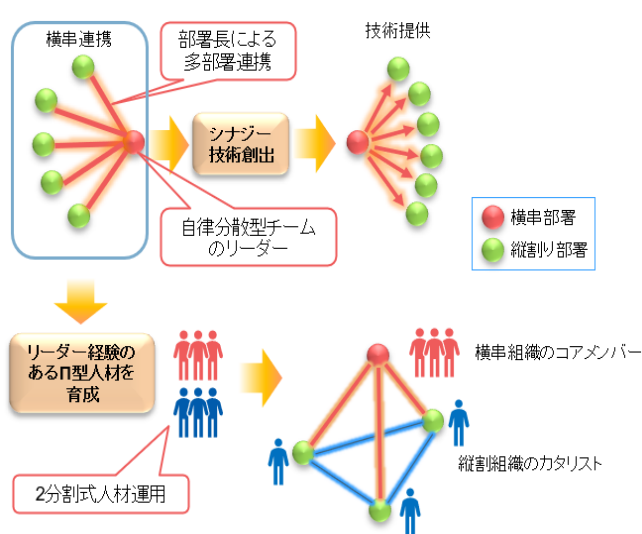 横串連携
部署長による
多部署連携
技術提供
シナジー
技術創出
自律分散型チーム
のリーダー
横串部署
縦割り部署
リーダー経験の
あるΠ型人材を
育成
横串組織のコアメンバー
縦割組織のカタリスト
2分割式人材運用